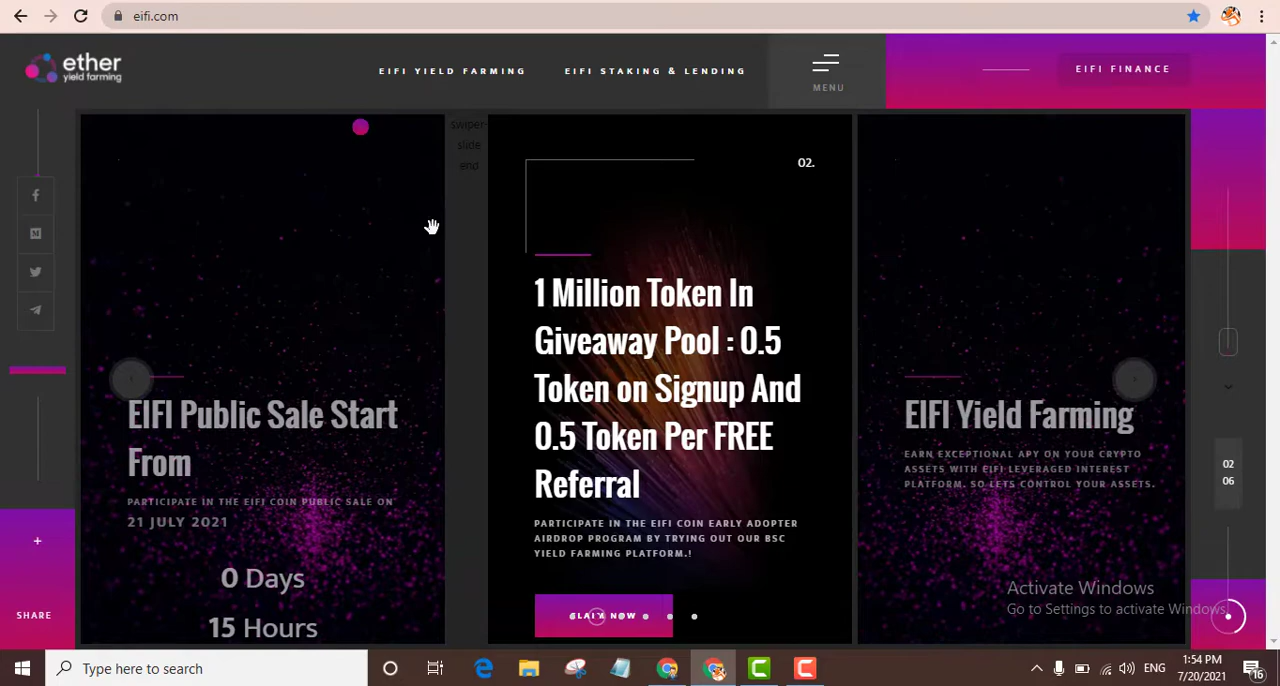 eifi.com
ether
yield farming
EIFI YIELD FARMING
EIFI STAKING & LENDING
MENU
EIFI FINANCE
swiper-
slide
end
02.
1 Million Token In
Giveaway Pool : 0.5
Token on Signup And
0.5 Token Per FREE
Referral
PARTICIPATE IN THE EIFI COIN EARLY ADOPTER
AIRDROP PROGRAM BY TRYING OUT OUR BSC
YIELD FARMING PLATFORM.!
CLAIM NOW
EIFI Public Sale Start
From
PARTICIPATE IN THE EIFI COIN PUBLIC SALE ON
21 JULY 2021
0 Days
15 Hours
EIFI Yield Farming
EARN EXCEPTIONAL APY ON YOUR CRYPTO
ASSETS WITH EIFI LEVERAGED INTEREST
PLATFORM. SO LETS CONTROL YOUR ASSETS.
02
06
+
SHARE
Activate Windows
Go to Settings to activate Windows.
Type here to search
ENG
1:54 PM
7/20/2021
16